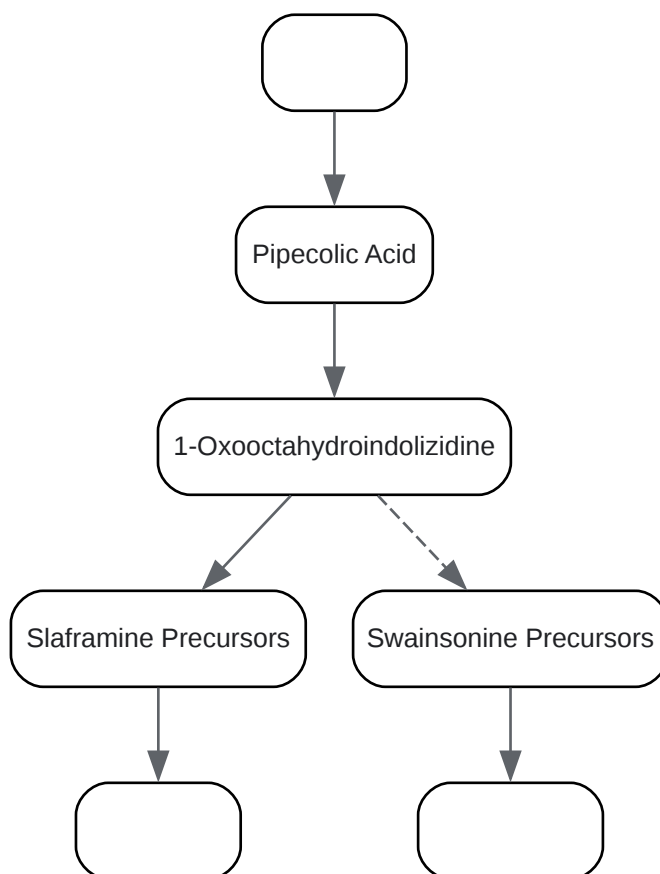 Pipecolic Acid
1-Oxooctahydroindolizidine
Slaframine Precursors
Swainsonine Precursors